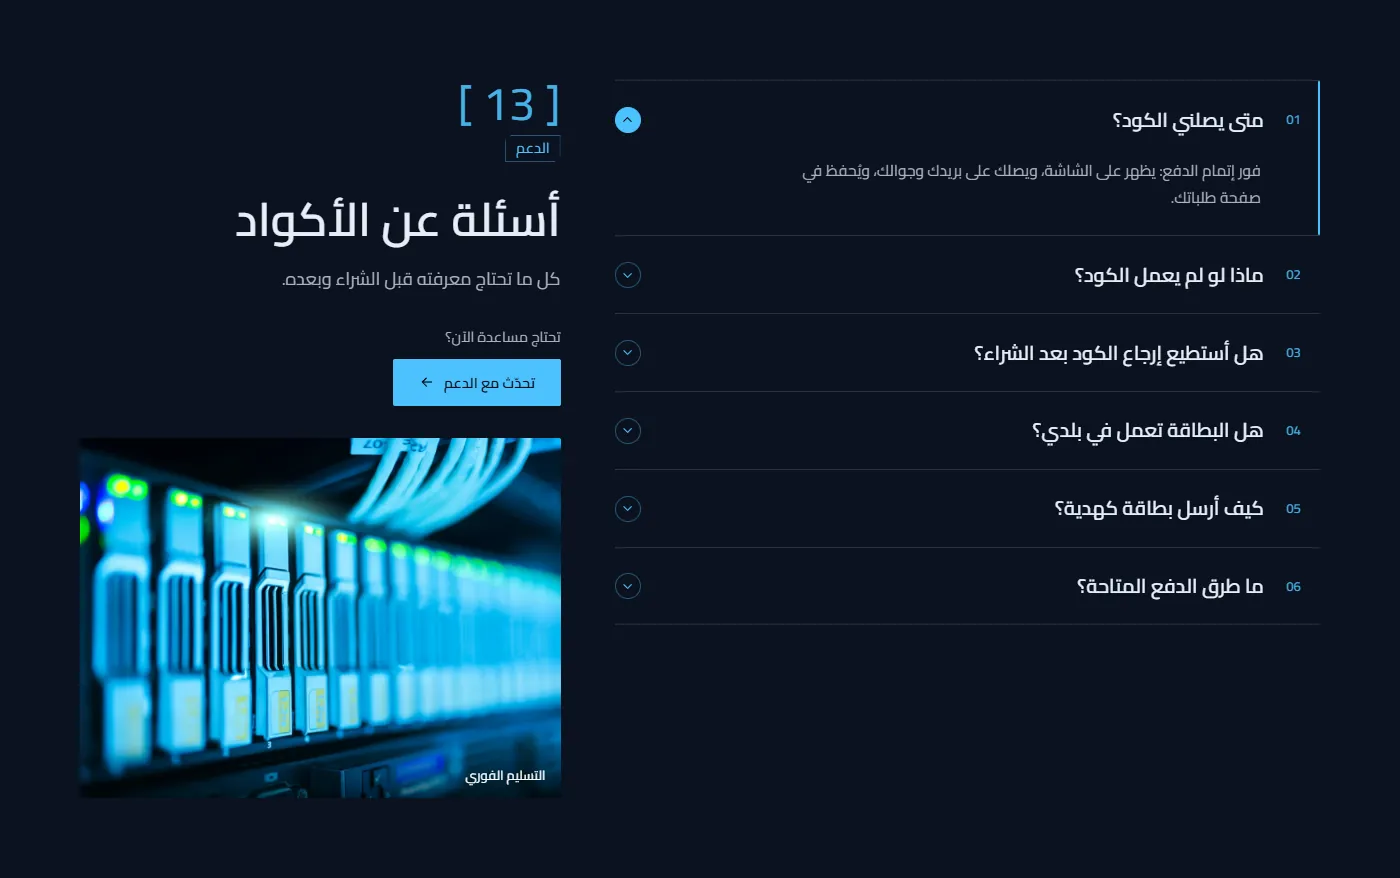 [ 13 ]
الدعم
أسئلة عن الأكواد
كل ما تحتاج معرفته قبل الشراء وبعده.
تحتاج مساعدة الآن؟
تحدّث مع الدعم ←
التسليم الفوري
01 متى يصلني الكود؟
فور إتمام الدفع: يظهر على الشاشة، ويصلك على بريدك وجوالك، ويُحفظ في
صفحة طلباتك.
02 ماذا لو لم يعمل الكود؟
03 هل أستطيع إرجاع الكود بعد الشراء؟
04 هل البطاقة تعمل في بلدي؟
05 كيف أرسل بطاقة كهدية؟
06 ما طرق الدفع المتاحة؟